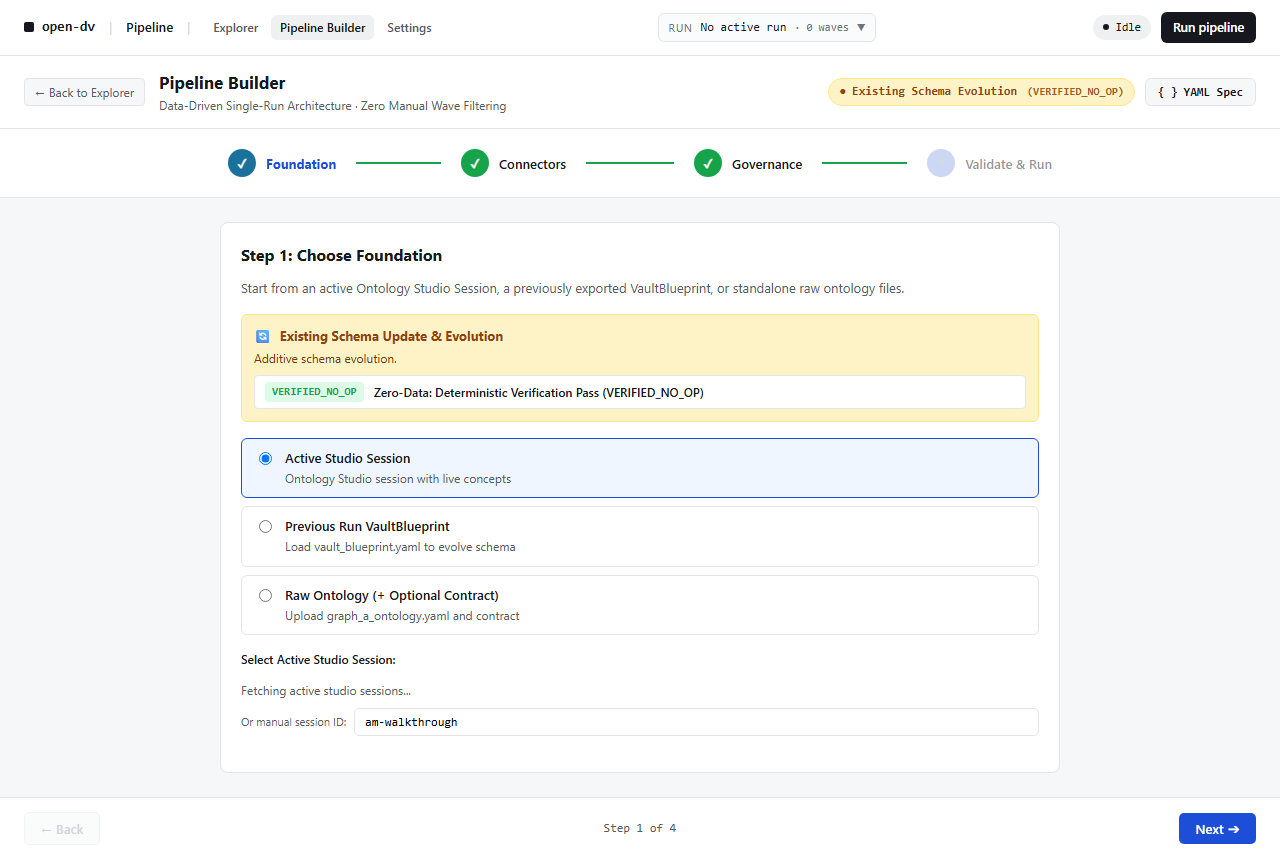 open-dv | Pipeline | Explorer Pipeline Builder Settings RUN No active run · 0 waves ▼ ● Idle Run pipeline
← Back to Explorer
Pipeline Builder
Data-Driven Single-Run Architecture · Zero Manual Wave Filtering
● Existing Schema Evolution (VERIFIED_NO_OP)
{ } YAML Spec
✓ Foundation ✓ Connectors ✓ Governance Validate & Run
Step 1: Choose Foundation
Start from an active Ontology Studio Session, a previously exported VaultBlueprint, or standalone raw ontology files.
Existing Schema Update & Evolution
Additive schema evolution.
VERIFIED_NO_OP Zero-Data: Deterministic Verification Pass (VERIFIED_NO_OP)
Active Studio Session
Ontology Studio session with live concepts
Previous Run VaultBlueprint
Load vault_blueprint.yaml to evolve schema
Raw Ontology (+ Optional Contract)
Upload graph_a_ontology.yaml and contract
Select Active Studio Session:
Fetching active studio sessions...
Or manual session ID: am-walkthrough
← Back Step 1 of 4 Next →